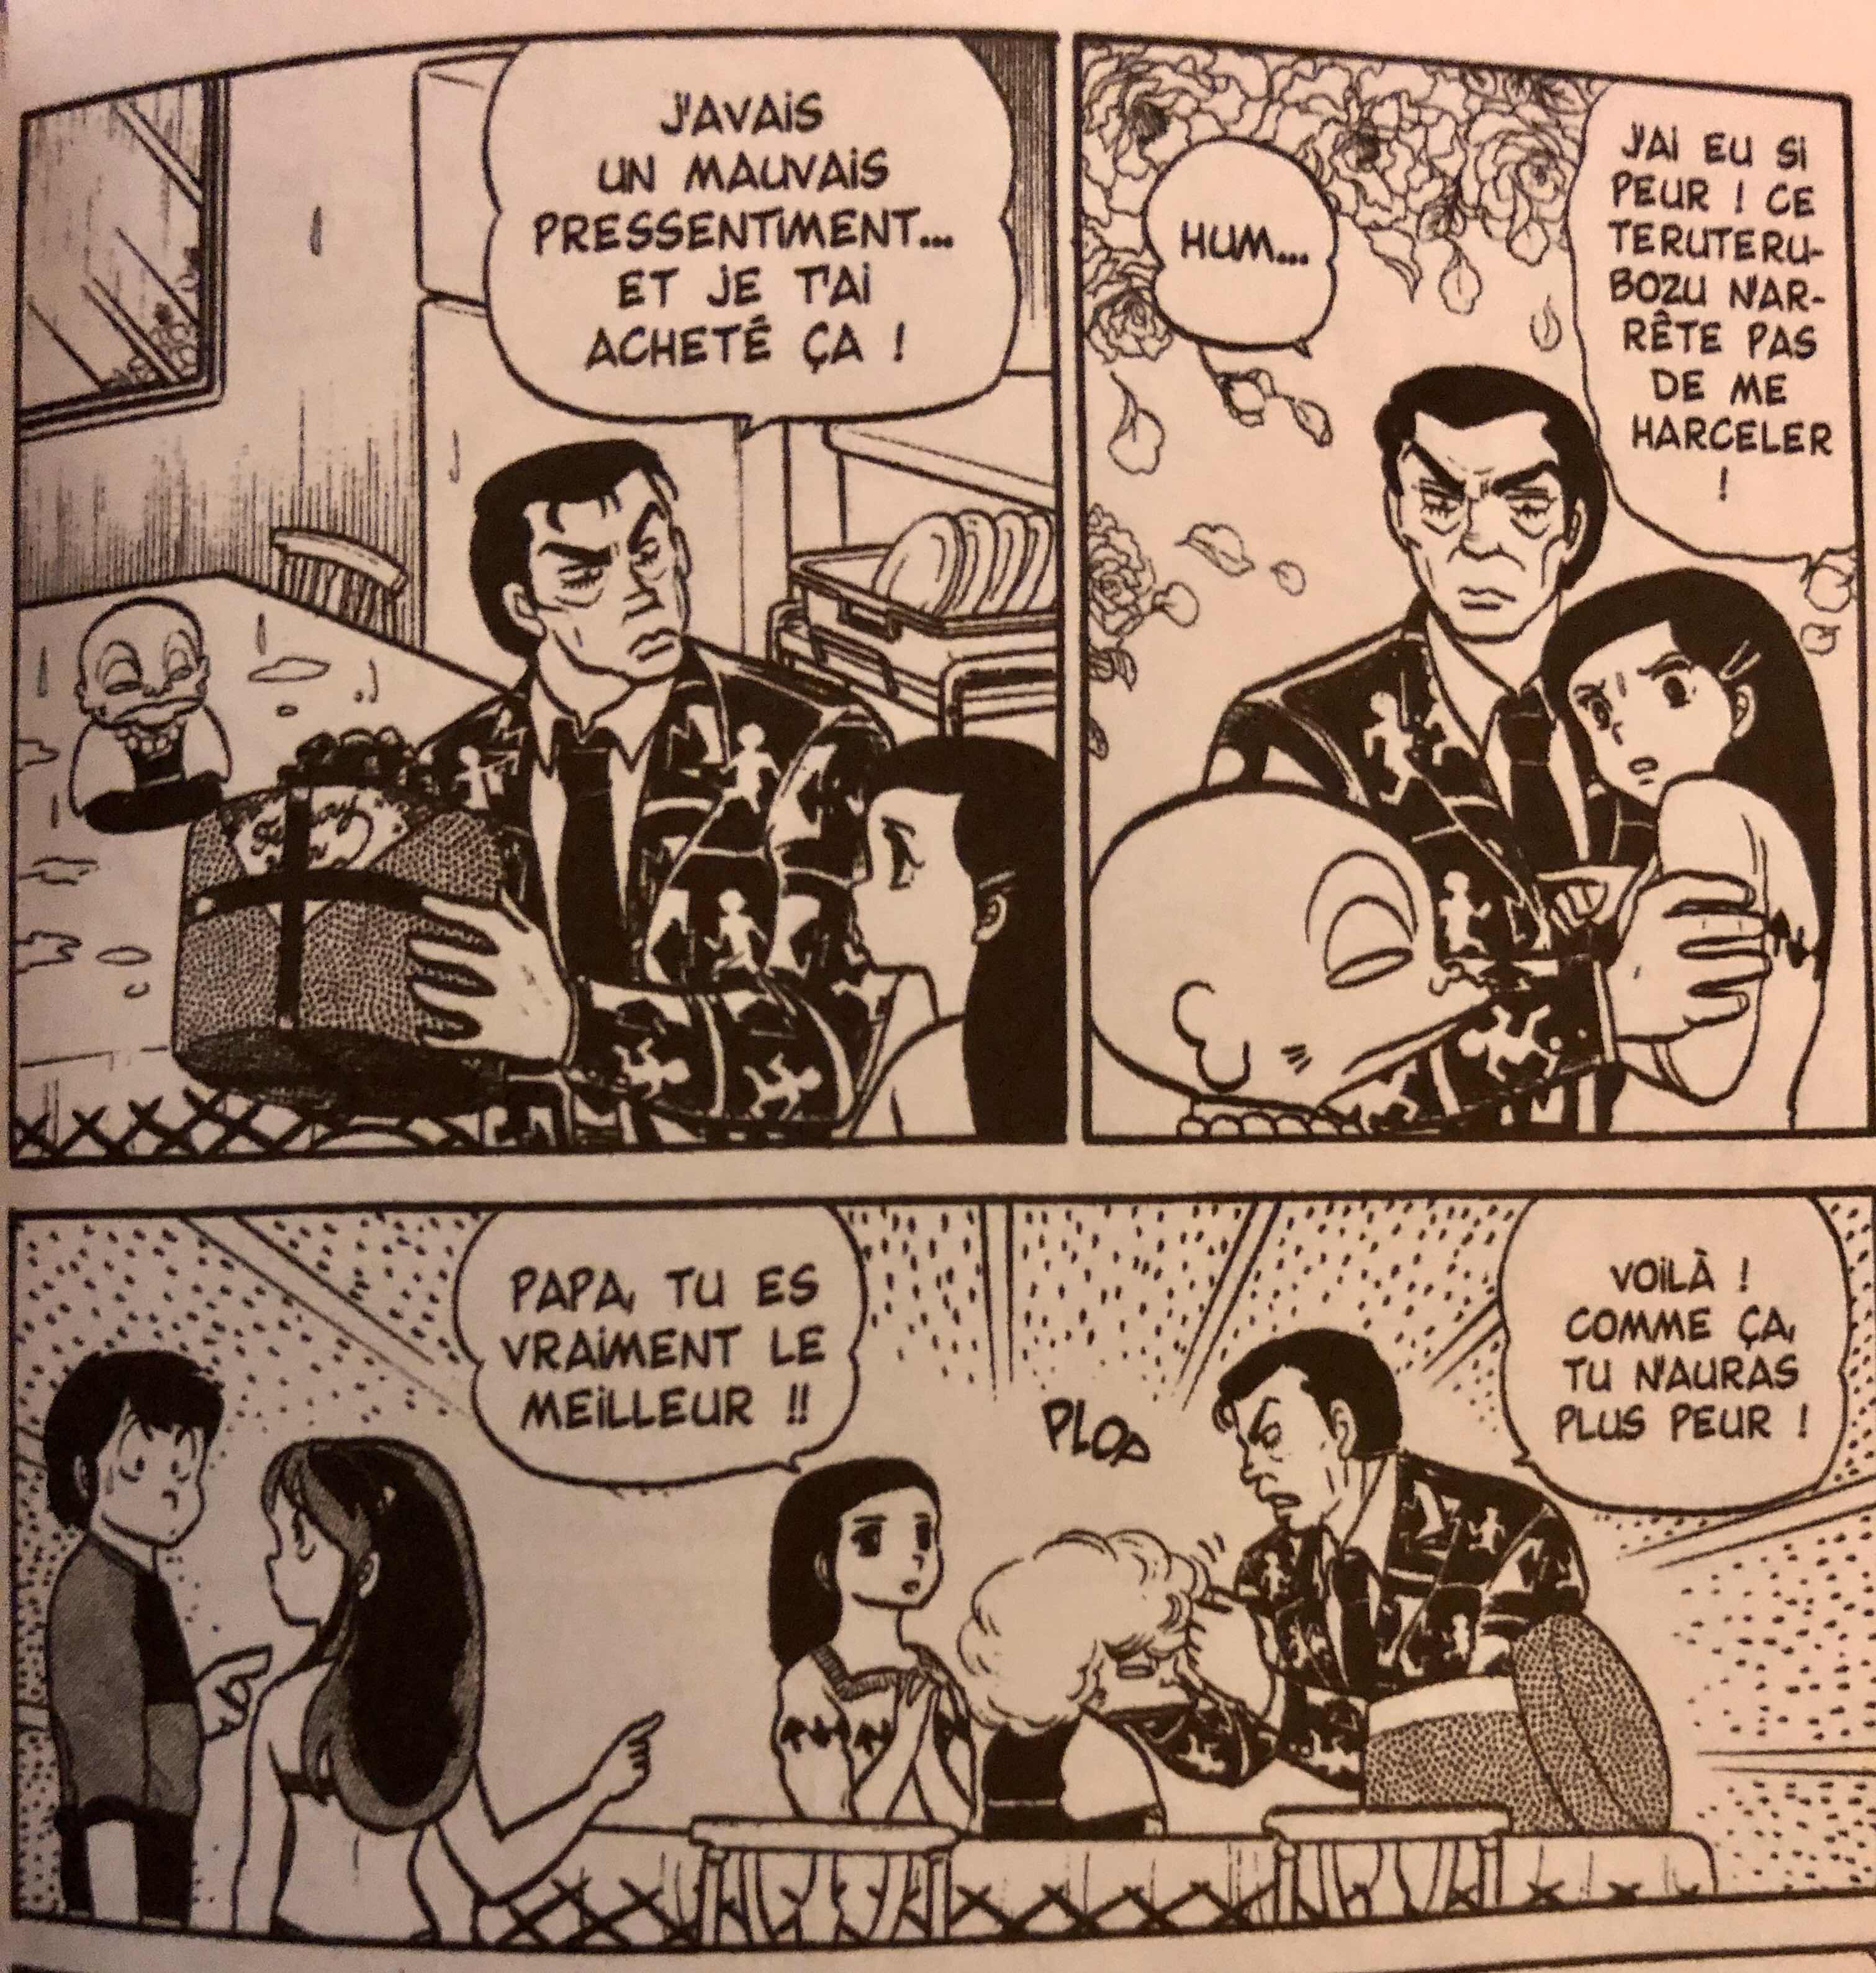 J'AI EU SI
PEUR ! CE
TERUTERU-
BOZU N'AR-
RÊTE PAS
DE ME
HARCELER
!
HUM...
J'AVAIS
UN MAUVAIS
PRESSENTIMENT...
ET JE T'AI
ACHETÉ ÇA !
VOILÀ !
COMME ÇA,
TU N'AURAS
PLUS PEUR !
PLOP
PAPA, TU ES
VRAIMENT LE
MEILLEUR !!